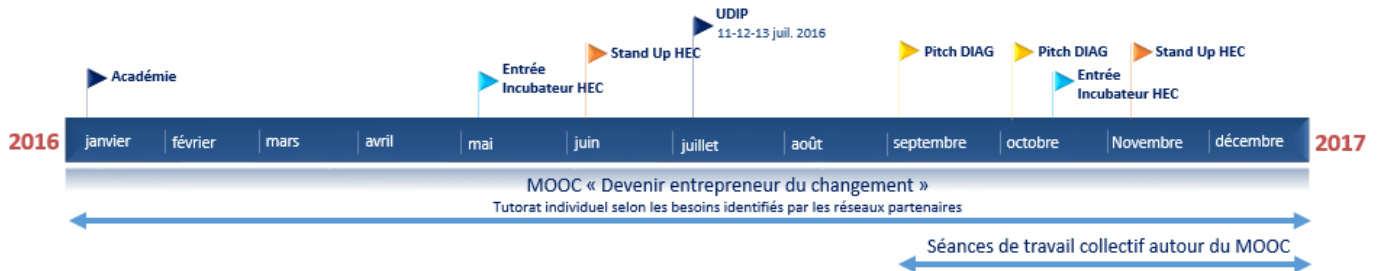 UDIP
11-12-13 juil. 2016
Académie
Entrée
Incubateur HEC
Stand Up HEC
Pitch DIAG
Pitch DIAG
Entrée
Incubateur HEC
Stand Up HEC
2016 janvier février mars avril mai juin juillet août septembre octobre Novembre décembre 2017
MOOC « Devenir entrepreneur du changement »
Tutorat individuel selon les besoins identifiés par les réseaux partenaires
Séances de travail collectif autour du MOOC